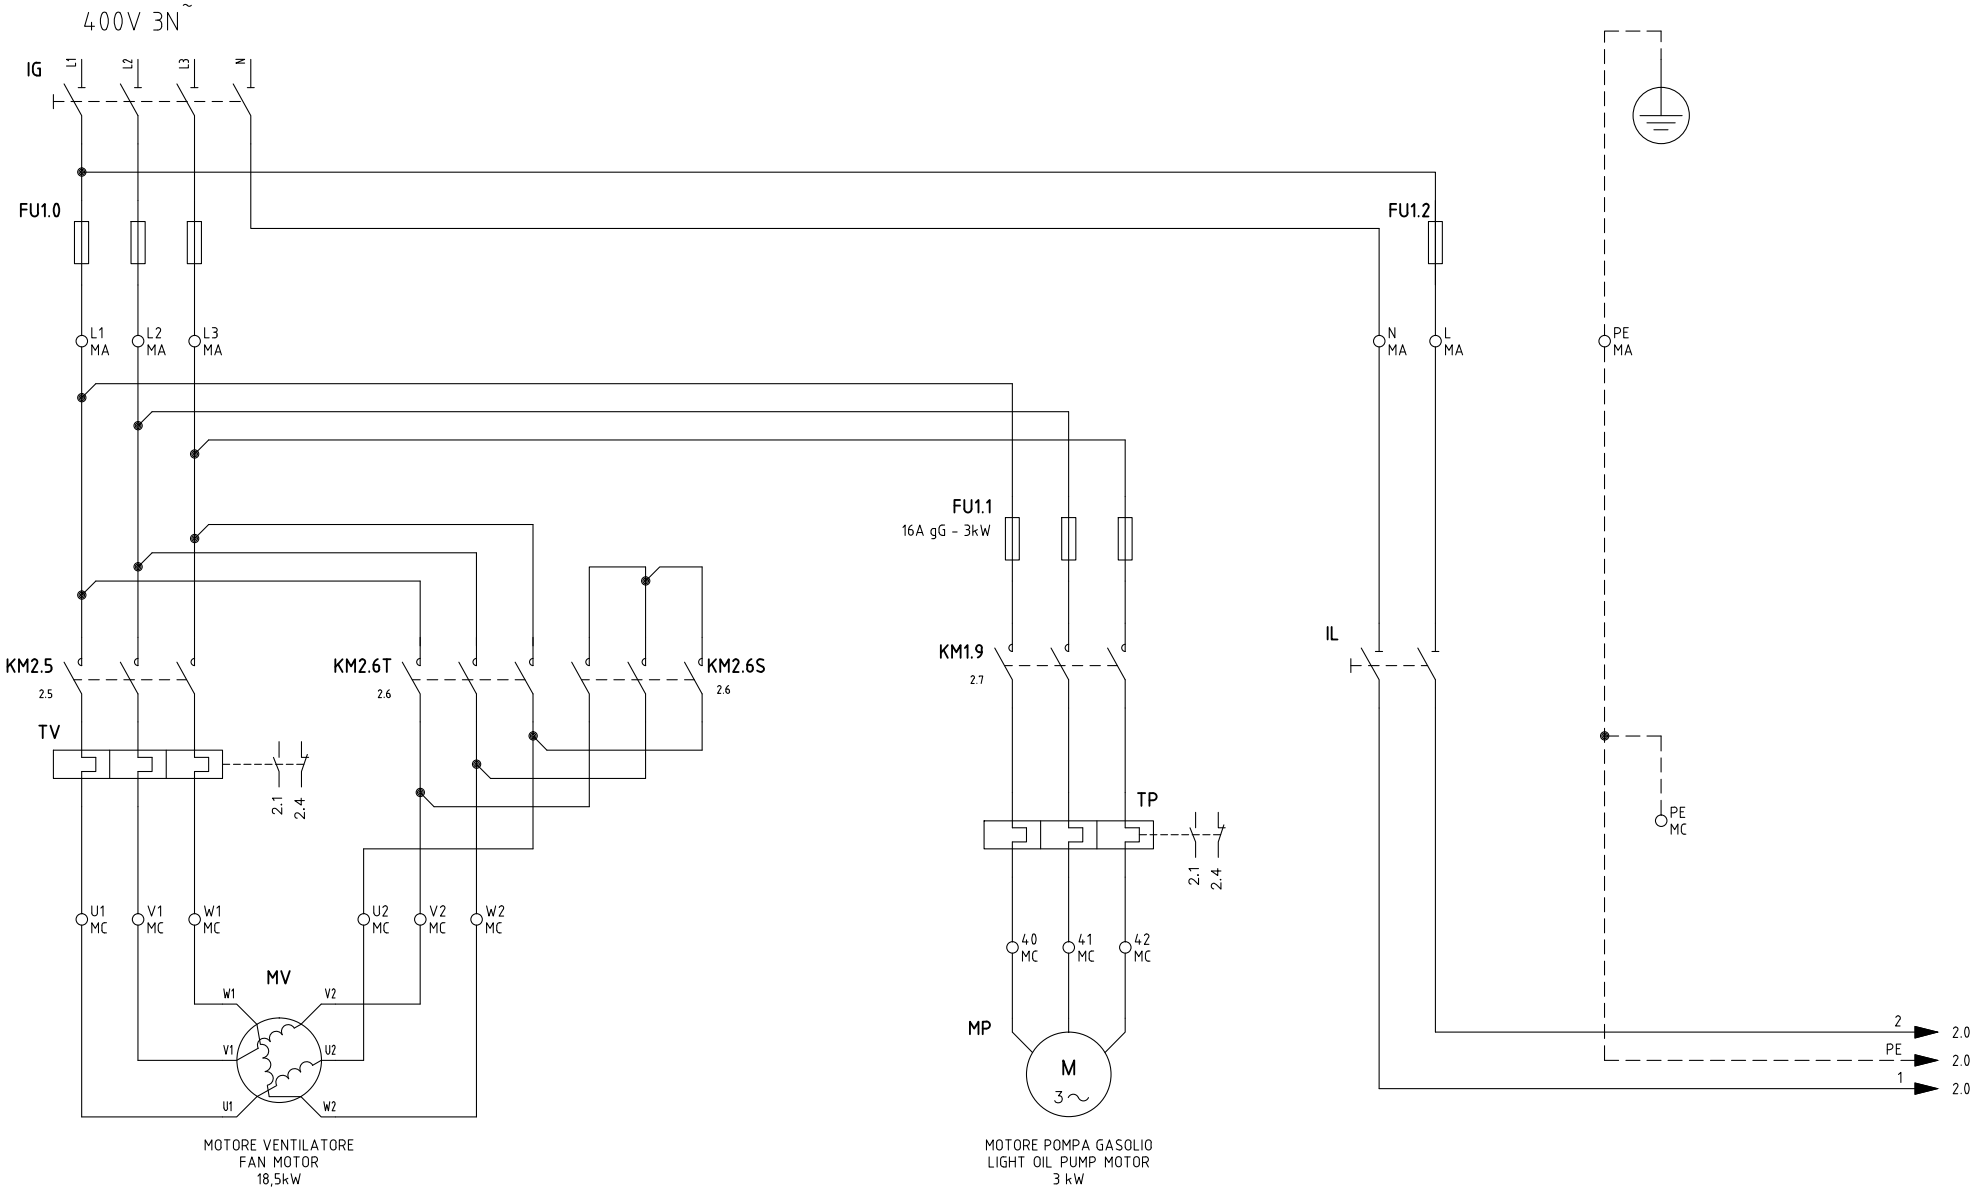 400V 3N~
IG
L1
L2
L3
N
FU1.0
FU1.2
L1
MA
L2
MA
L3
MA
N
MA
L
MA
PE
MA
FU1.1
16A gG - 3kW
KM2.5
2.5
KM2.6T
2.6
KM2.6S
2.6
KM1.9
2.7
IL
TV
2.1
2.4
TP
2.1
2.4
PE
MC
U1
MC
V1
MC
W1
MC
U2
MC
V2
MC
W2
MC
40
MC
41
MC
42
MC
MV
W1
V2
V1
U2
U1
W2
MP
M
3~
2
2.0
PE
2.0
1
2.0
MOTORE VENTILATORE
FAN MOTOR
18,5kW
MOTORE POMPA GASOLIO
LIGHT OIL PUMP MOTOR
3 kW